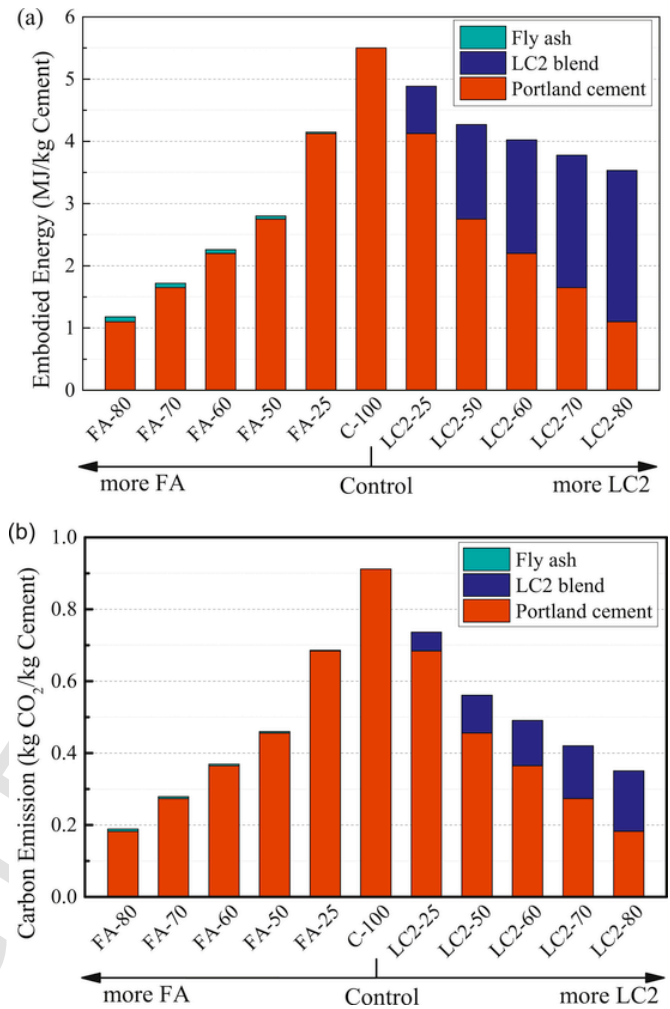 (a)
6
5
4
3
2
1
0
Embodied Energy (MJ/kg Cement)
Fly ash
LC2 blend
Portland cement
FA-80
FA-70
FA-60
FA-50
FA-25
C-100
LC2-25
LC2-50
LC2-60
LC2-70
LC2-80
more FA
Control
more LC2
(b)
1.0
0.8
0.6
0.4
0.2
0.0
Carbon Emission (kg CO₂/kg Cement)
Fly ash
LC2 blend
Portland cement
FA-80
FA-70
FA-60
FA-50
FA-25
C-100
LC2-25
LC2-50
LC2-60
LC2-70
LC2-80
more FA
Control
more LC2